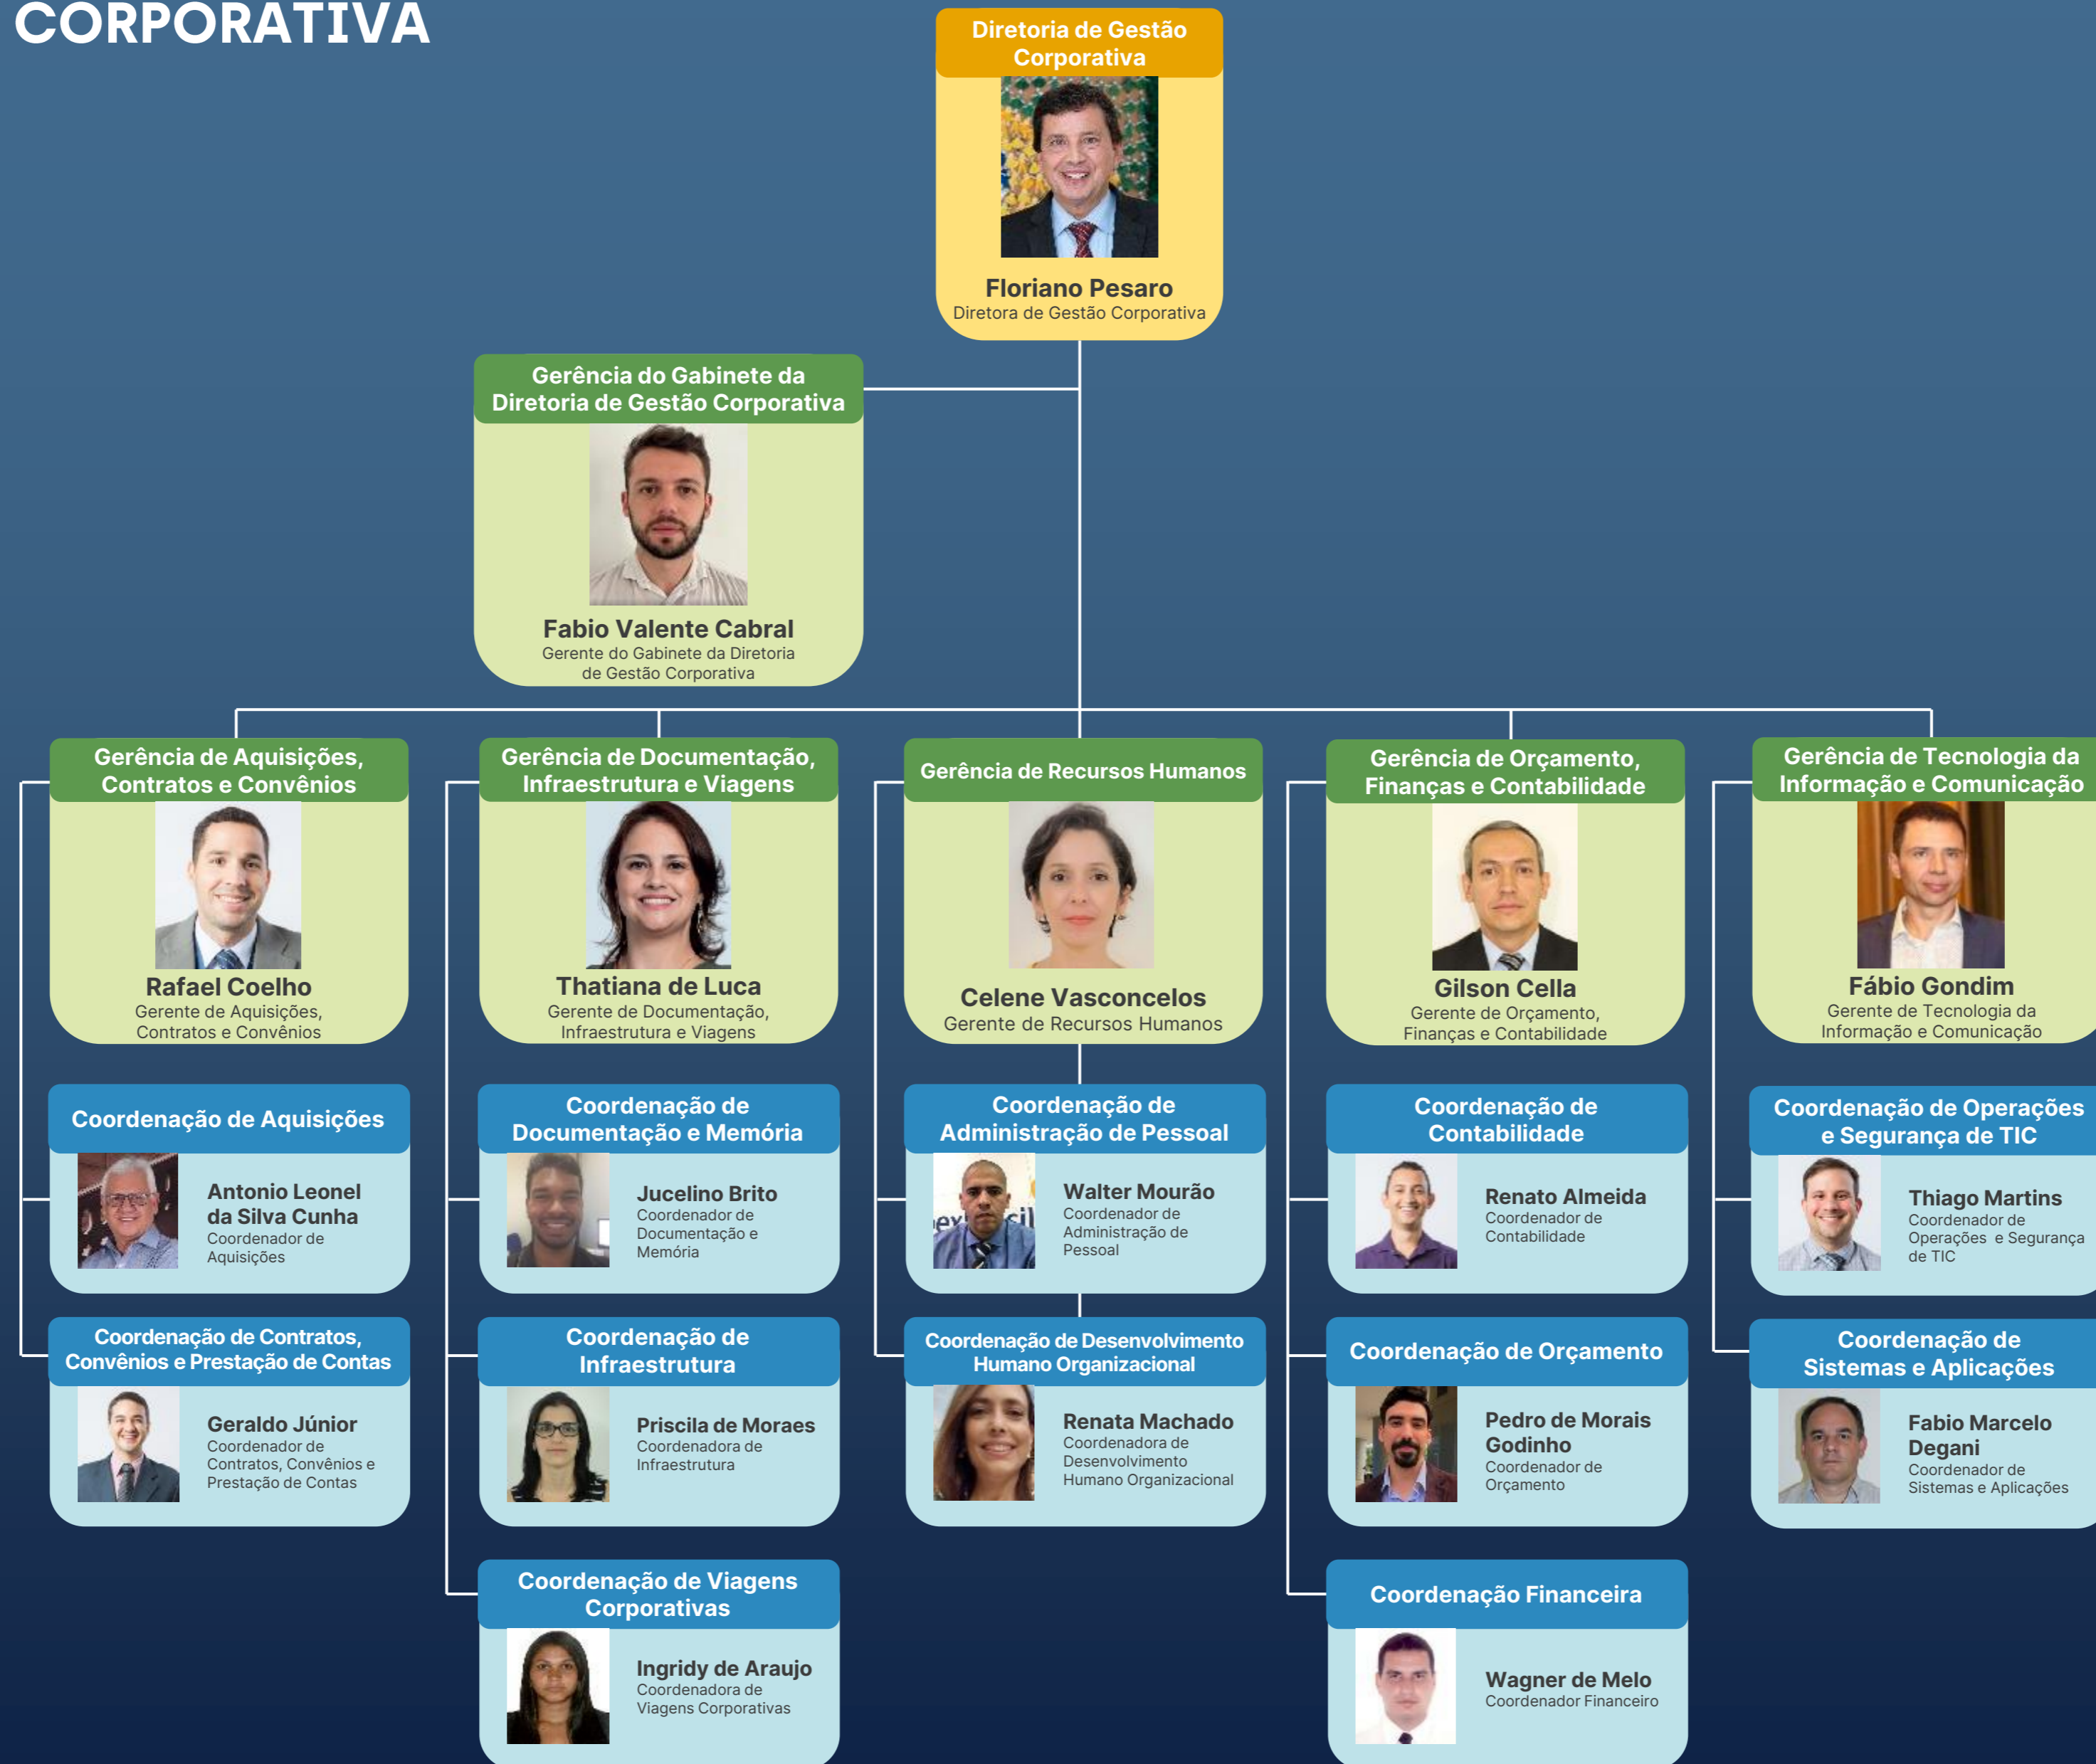 CORPORATIVA
Diretoria de Gestão
Corporativa
Floriano Pesaro
Diretora de Gestão Corporativa
Gerência do Gabinete da
Diretoria de Gestão Corporativa
Fabio Valente Cabral
Gerente do Gabinete da Diretoria
de Gestão Corporativa
Gerência de Aquisições,
Contratos e Convênios
Rafael Coelho
Gerente de Aquisições,
Contratos e Convênios
Coordenação de Aquisições
Antonio Leonel
da Silva Cunha
Coordenador de
Aquisições
Coordenação de Contratos,
Convênios e Prestação de Contas
Geraldo Júnior
Coordenador de
Contratos, Convênios e
Prestação de Contas
Gerência de Documentação,
Infraestrutura e Viagens
Thatiana de Luca
Gerente de Documentação,
Infraestrutura e Viagens
Coordenação de
Documentação e Memória
Jucelino Brito
Coordenador de
Documentação e
Memória
Coordenação de
Infraestrutura
Priscila de Moraes
Coordenadora de
Infraestrutura
Coordenação de Viagens
Corporativas
Ingridy de Araujo
Coordenadora de
Viagens Corporativas
Gerência de Recursos Humanos
Celene Vasconcelos
Gerente de Recursos Humanos
Coordenação de
Administração de Pessoal
Walter Mourão
Coordenador de
Administração de
Pessoal
Coordenação de Desenvolvimento
Humano Organizacional
Renata Machado
Coordenadora de
Desenvolvimento
Humano Organizacional
Gerência de Orçamento,
Finanças e Contabilidade
Gilson Cella
Gerente de Orçamento,
Finanças e Contabilidade
Coordenação de
Contabilidade
Renato Almeida
Coordenador de
Contabilidade
Coordenação de Orçamento
Pedro de Morais
Godinho
Coordenador de
Orçamento
Coordenação Financeira
Wagner de Melo
Coordenador Financeiro
Gerência de Tecnologia da
Informação e Comunicação
Fábio Gondim
Gerente de Tecnologia da
Informação e Comunicação
Coordenação de Operações
e Segurança de TIC
Thiago Martins
Coordenador de
Operações e Segurança
de TIC
Coordenação de
Sistemas e Aplicações
Fabio Marcelo
Degani
Coordenador de
Sistemas e Aplicações